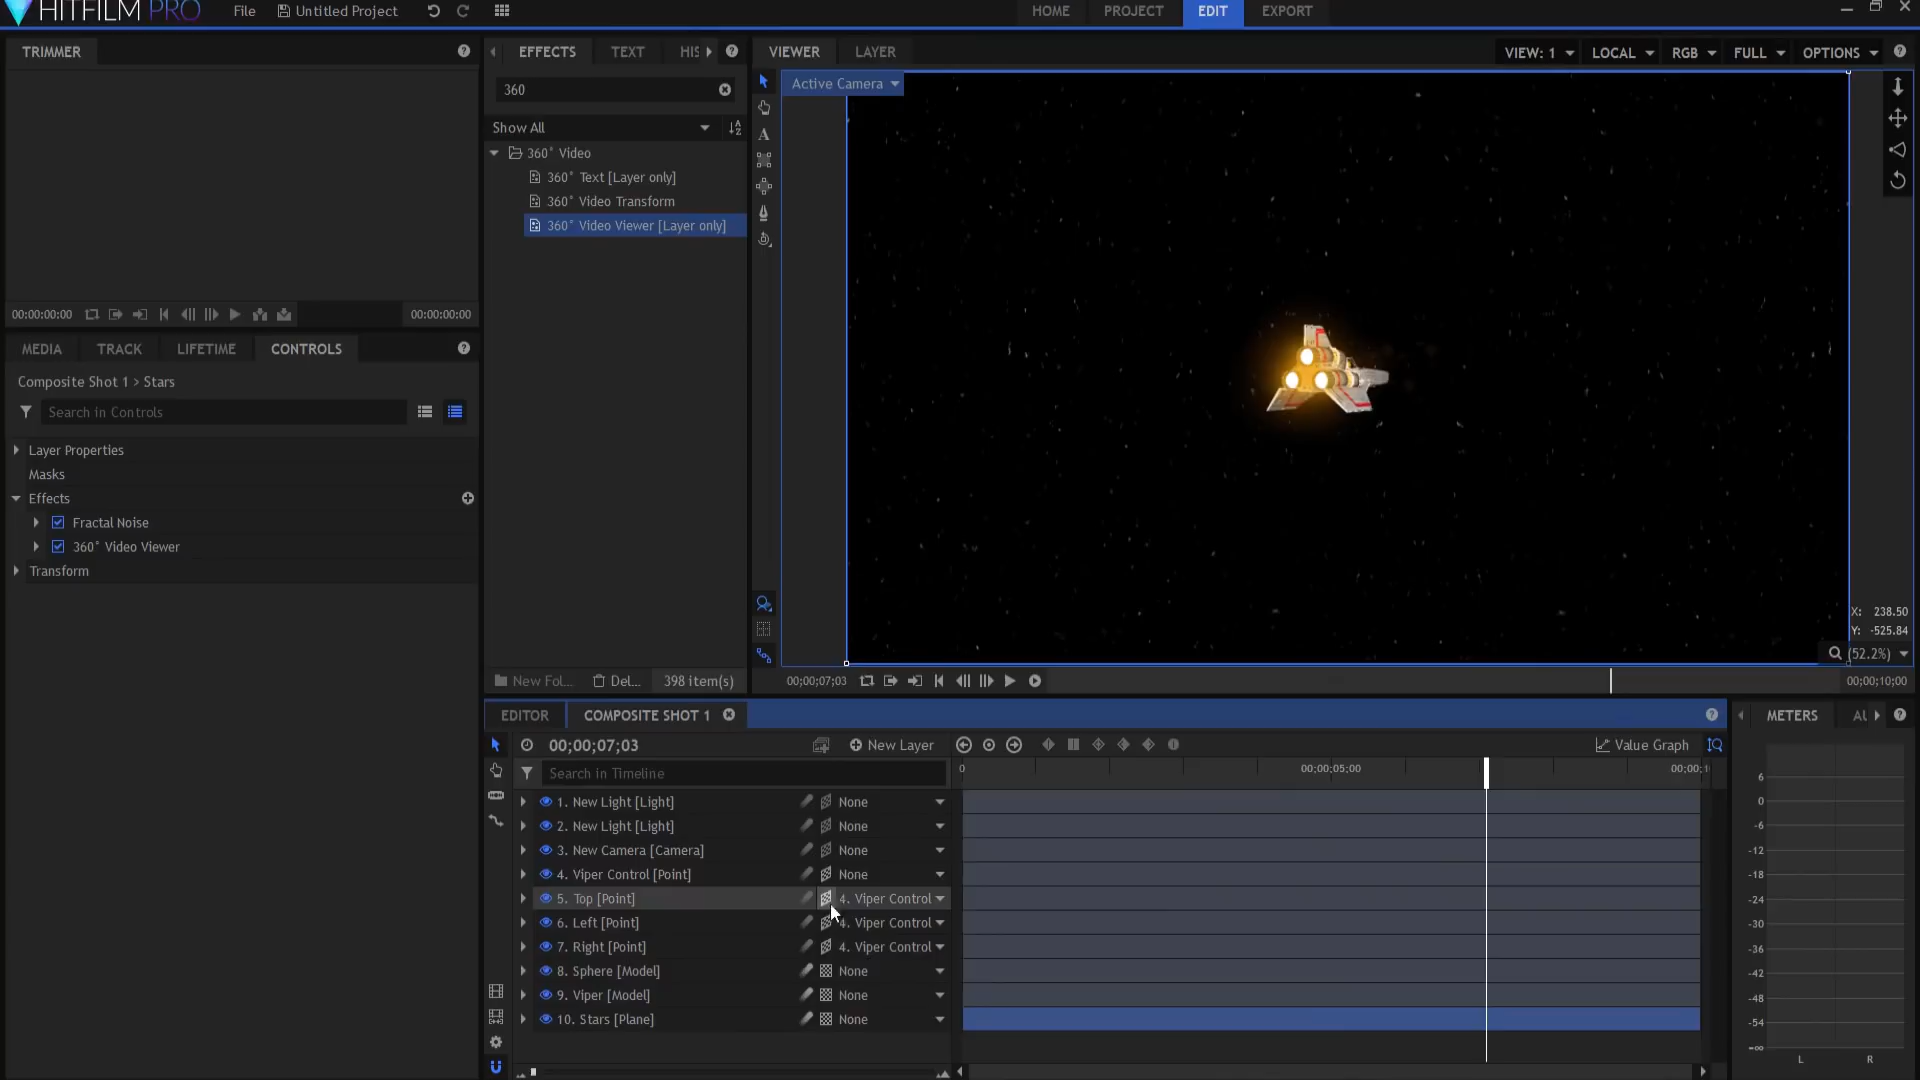 HITFILM PRO File Untitled Project HOME PROJECT EDIT EXPORT
TRIMMER EFFECTS TEXT HIS VIEWER LAYER VIEW: 1 LOCAL RGB FULL OPTIONS
Active Camera
360
Show All
360° Video
360° Text [Layer only]
360° Video Transform
360° Video Viewer [Layer only]
00:00:00:00 00:00:00:00
MEDIA TRACK LIFETIME CONTROLS
Composite Shot 1 > Stars
Search in Controls
Layer Properties
Masks
Effects
Fractal Noise
360° Video Viewer
Transform
X: 238.50
Y: -525.84
(52.2%)
New Fol... Del... 398 item(s) 00;00;07;03 00;00;10;00
EDITOR COMPOSITE SHOT 1 METERS
00;00;07;03 New Layer Value Graph
Search in Timeline 0 00;00;05;00 00;00;1
1. New Light [Light] None
2. New Light [Light] None
3. New Camera [Camera] None
4. Viper Control [Point] None
5. Top [Point] 4. Viper Control
6. Left [Point] 4. Viper Control
7. Right [Point] 4. Viper Control
8. Sphere [Model] None
9. Viper [Model] None
10. Stars [Plane] None
6
0
-6
-12
-18
-24
-30
-36
-42
-48
-54
-∞
L R